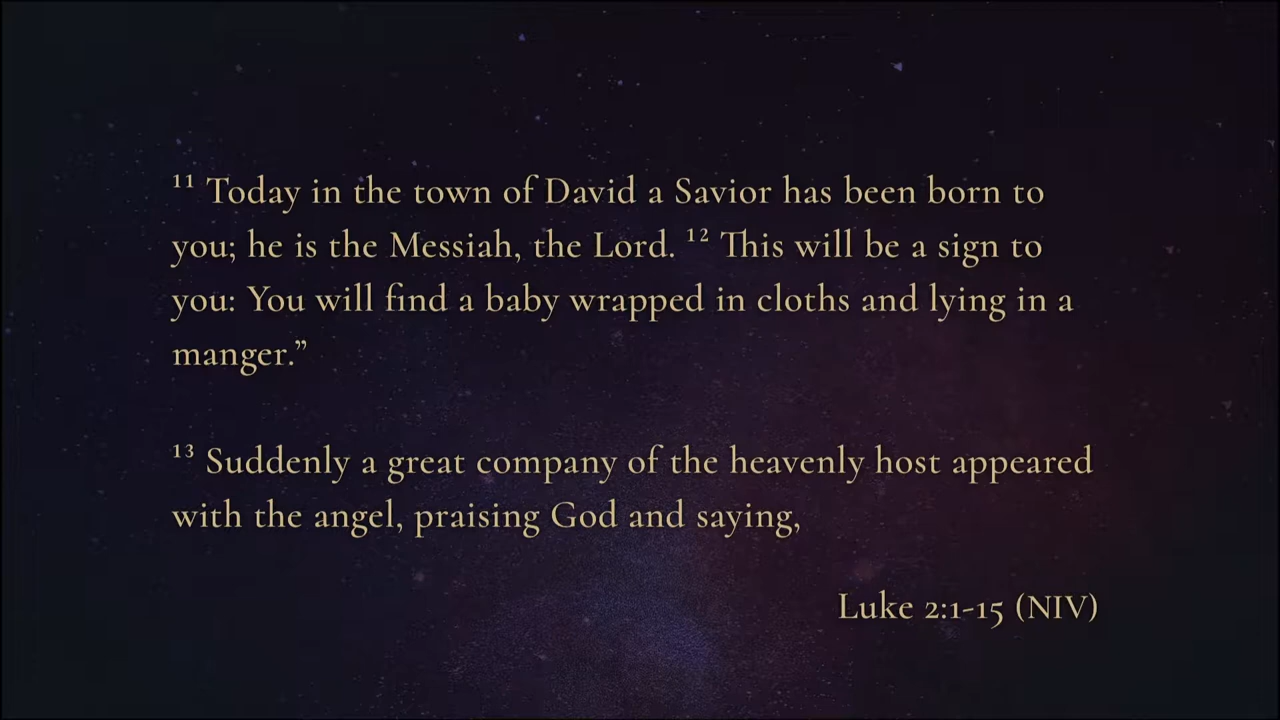 ¹¹ Today in the town of David a Savior has been born to
you; he is the Messiah, the Lord. ¹² This will be a sign to
you: You will find a baby wrapped in cloths and lying in a
manger.”
¹³ Suddenly a great company of the heavenly host appeared
with the angel, praising God and saying,
Luke 2:1-15 (NIV)